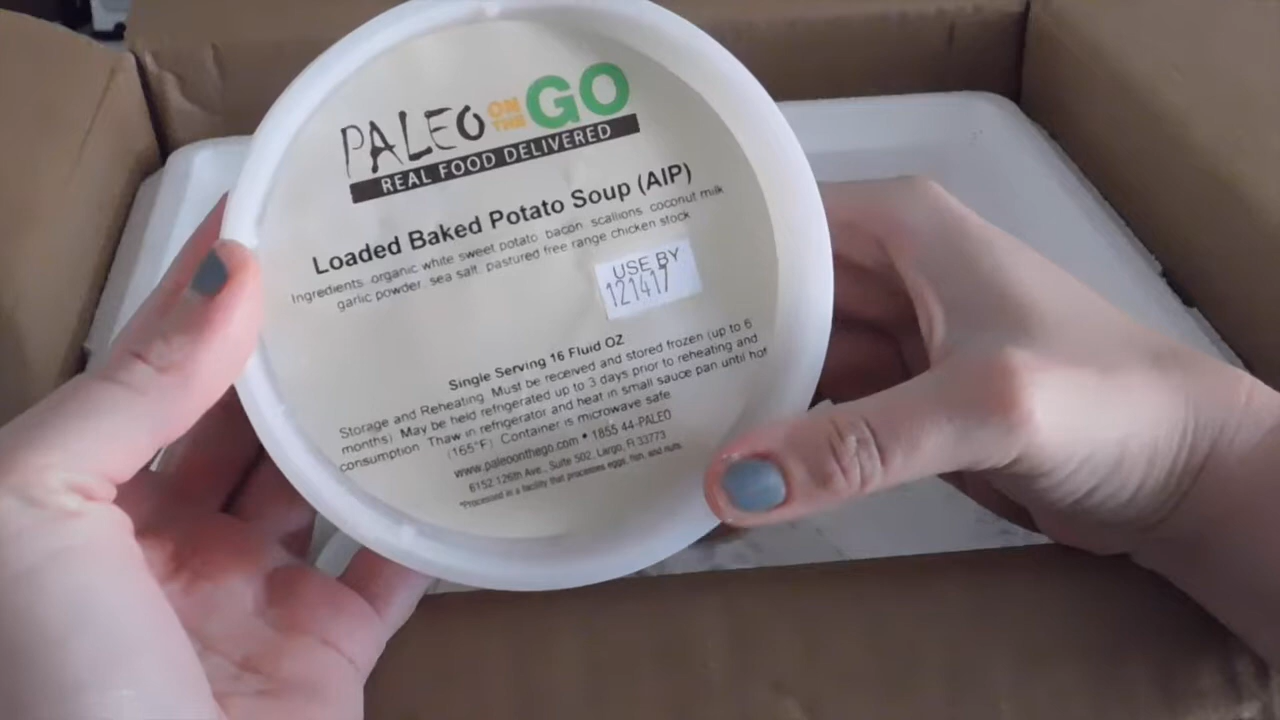 PALEO ON THE GO
REAL FOOD DELIVERED
Loaded Baked Potato Soup (AIP)
Ingredients organic white sweet potato bacon scallions coconut milk
garlic powder sea salt pastured free range chicken stock
USE BY
121417
Single Serving 16 Fluid OZ
Storage and Reheating Must be received and stored frozen (up to 6
months) May be held refrigerated up to 3 days prior to reheating and
consumption Thaw in refrigerator and heat in small sauce pan until hot
(165°F) Container is microwave safe
www.paleoonthego.com • 1855 44-PALEO
6152 126th Ave., Suite 502, Largo, Fl 33773
*Processed in a facility that processes eggs, fish, and nuts